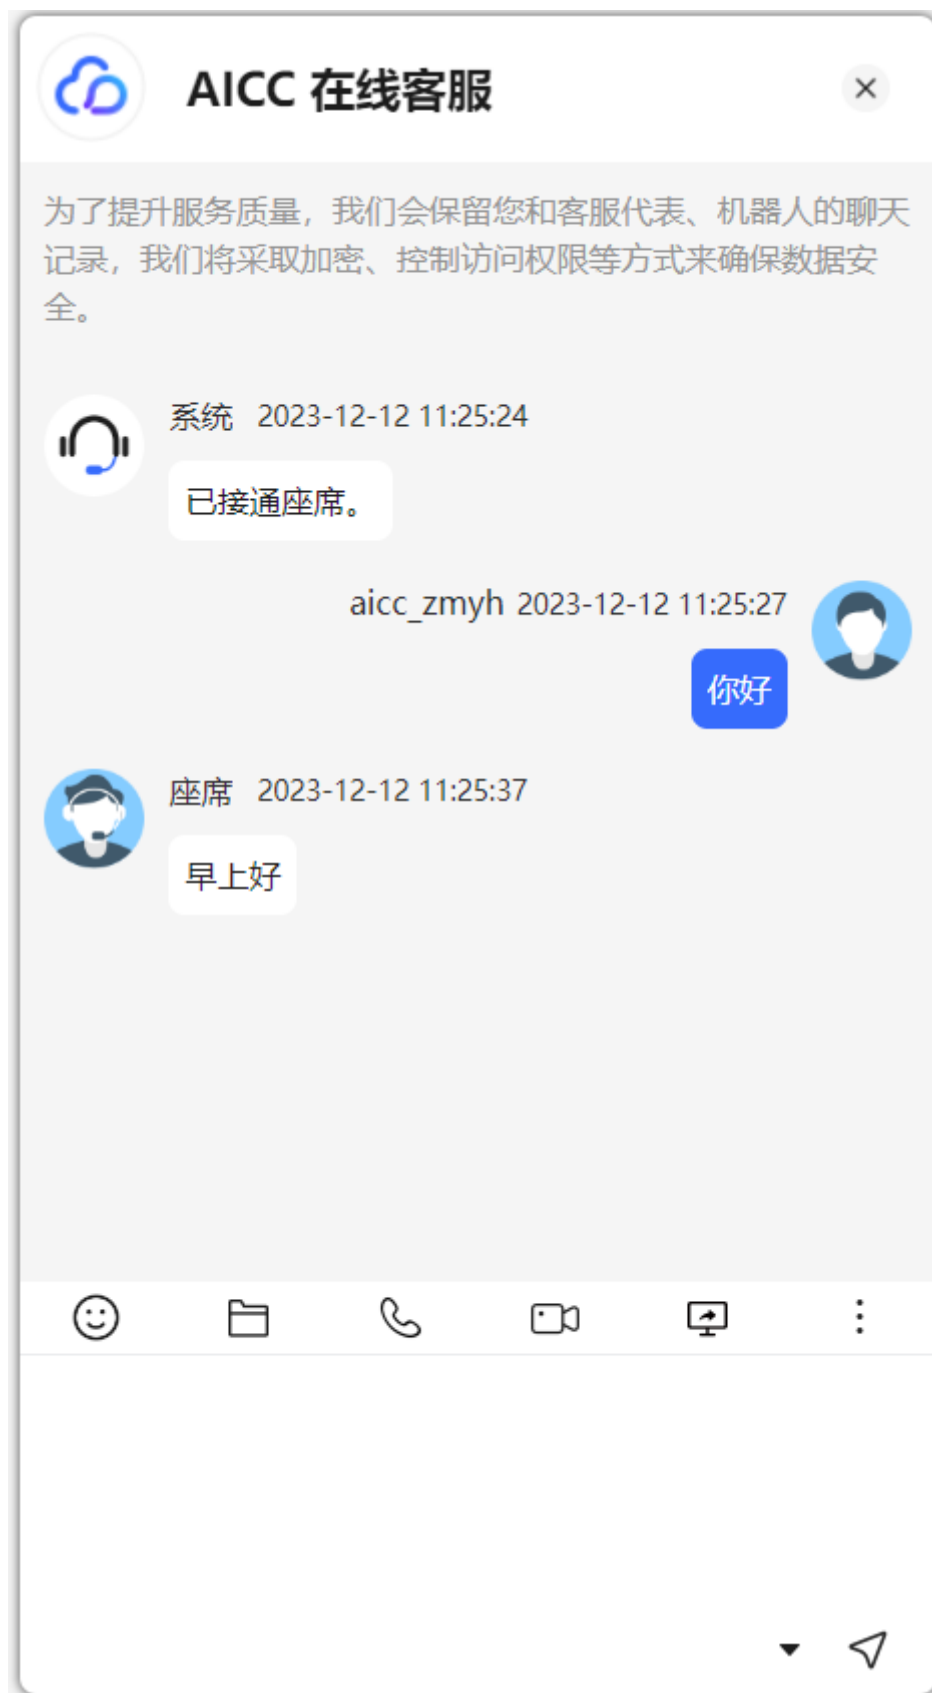 AICC 在线客服
为了提升服务质量，我们会保留您和客服代表、机器人的聊天
记录，我们将采取加密、控制访问权限等方式来确保数据安
全。
系统 2023-12-12 11:25:24
已接通座席。
aicc_zmyh 2023-12-12 11:25:27
你好
座席 2023-12-12 11:25:37
早上好